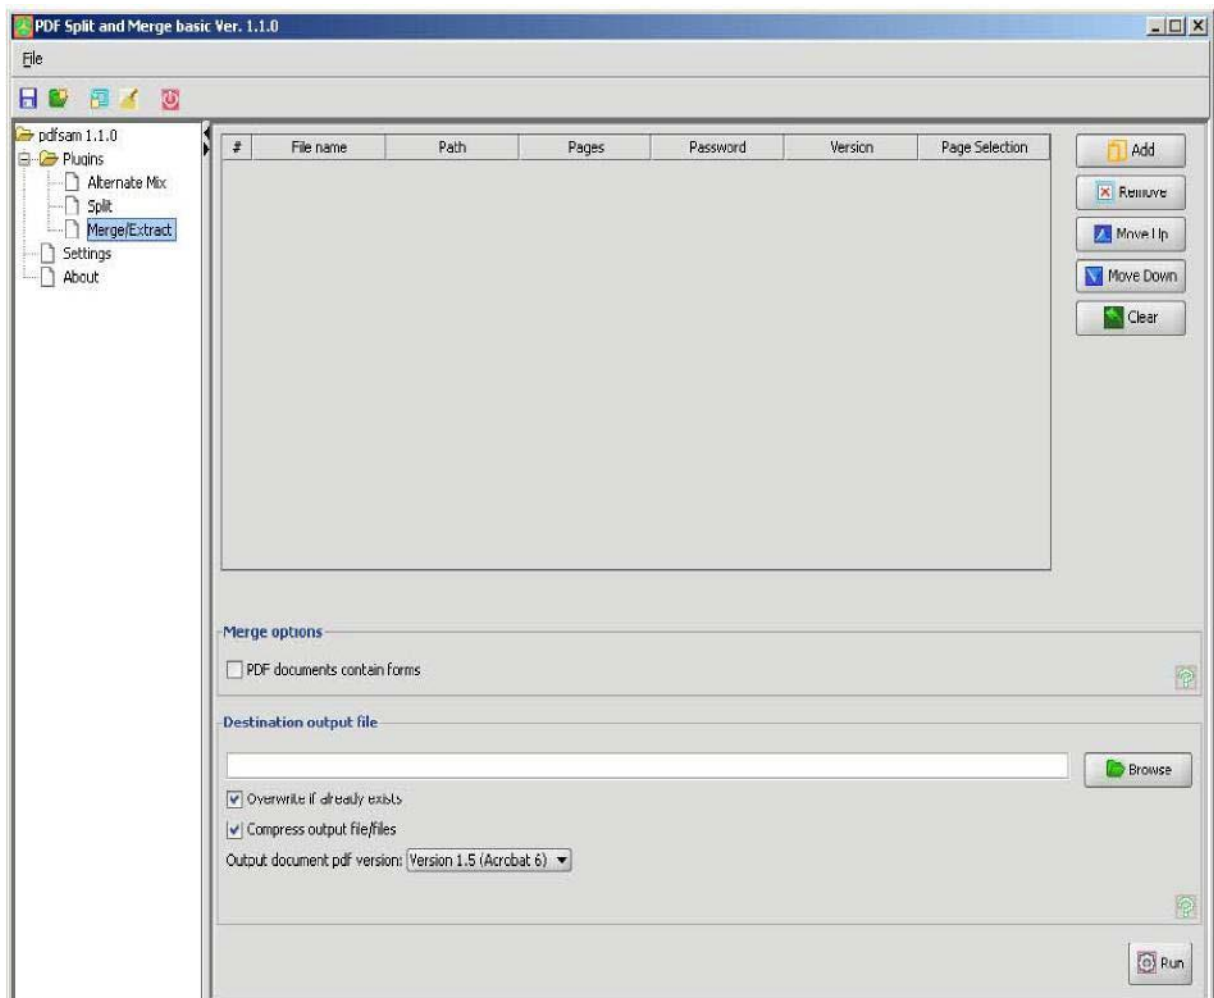 PDF Split and Merge basic Ver. 1.1.0
File
pdfsam 1.1.0
Plugins
Alternate Mix
Split
Merge/Extract
Settings
About
# File name Path Pages Password Version Page Selection
Add
Remove
Move Up
Move Down
Clear
Merge options
PDF documents contain forms
Destination output file
Browse
Overwrite if already exists
Compress output file/files
Output document pdf version: Version 1.5 (Acrobat 6)
Run